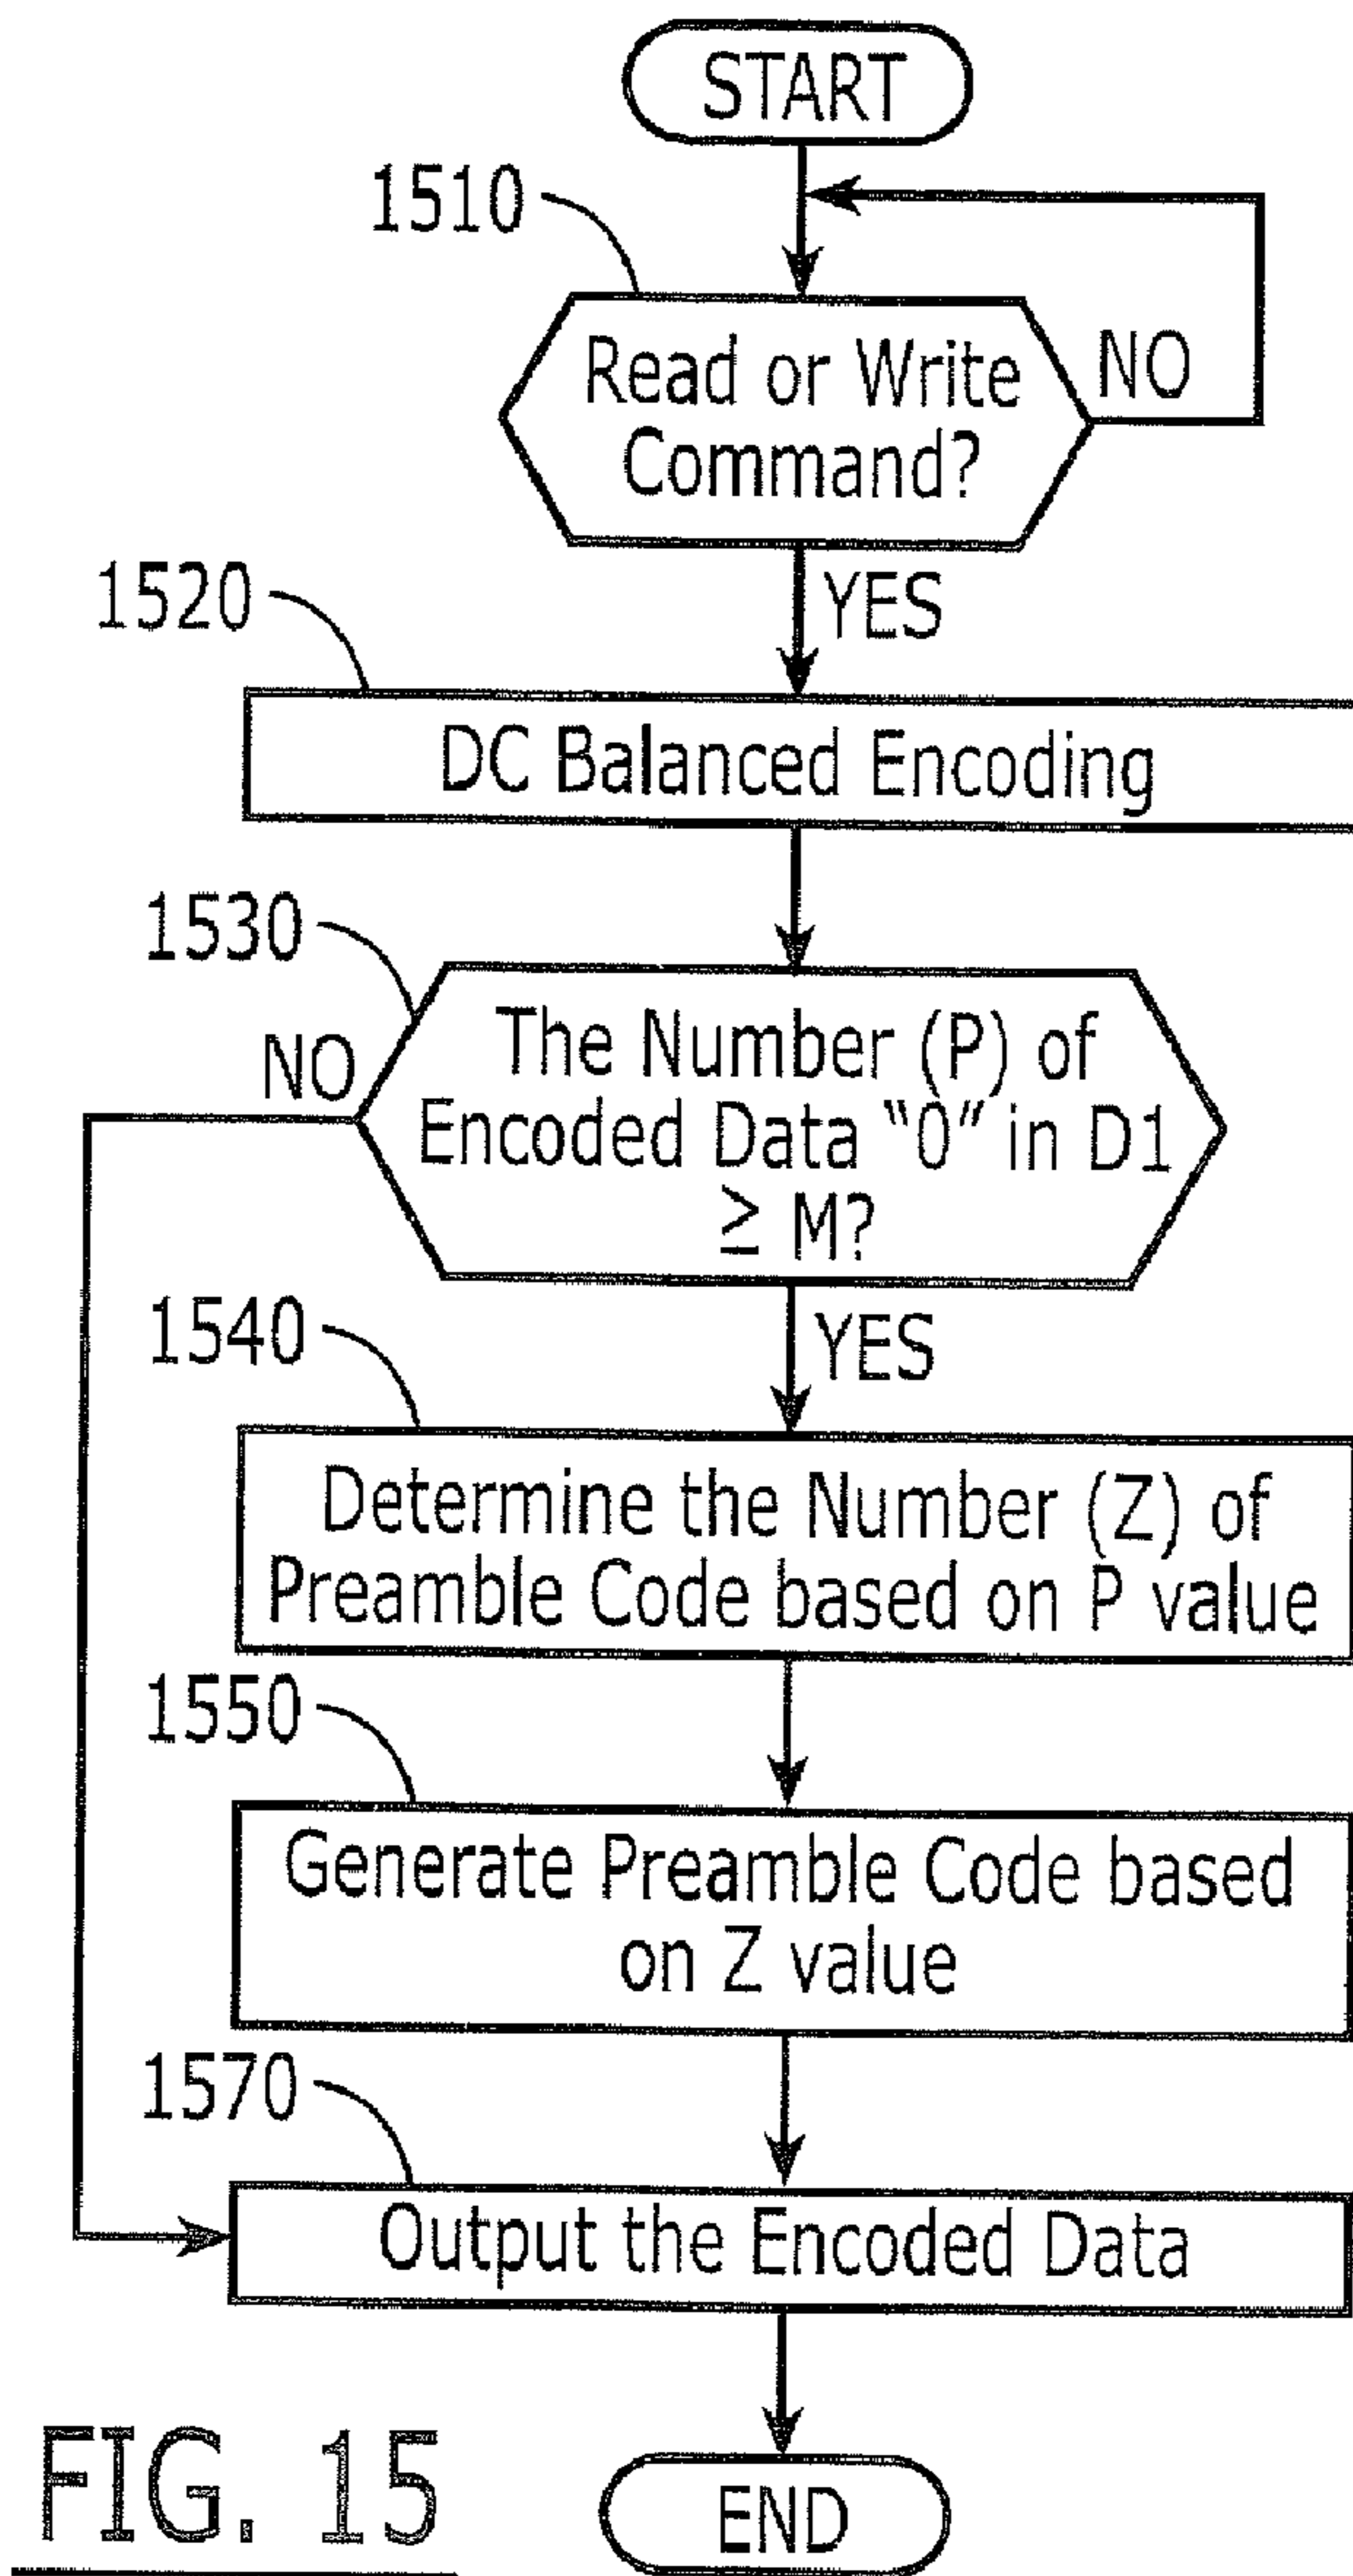 START
1510
Read or Write
Command?
NO
YES
1520
DC Balanced Encoding
1530
The Number (P) of
Encoded Data “0” in D1
≥ M?
NO
YES
1540
Determine the Number (Z) of
Preamble Code based on P value
1550
Generate Preamble Code based
on Z value
1570
Output the Encoded Data
END
FIG. 15